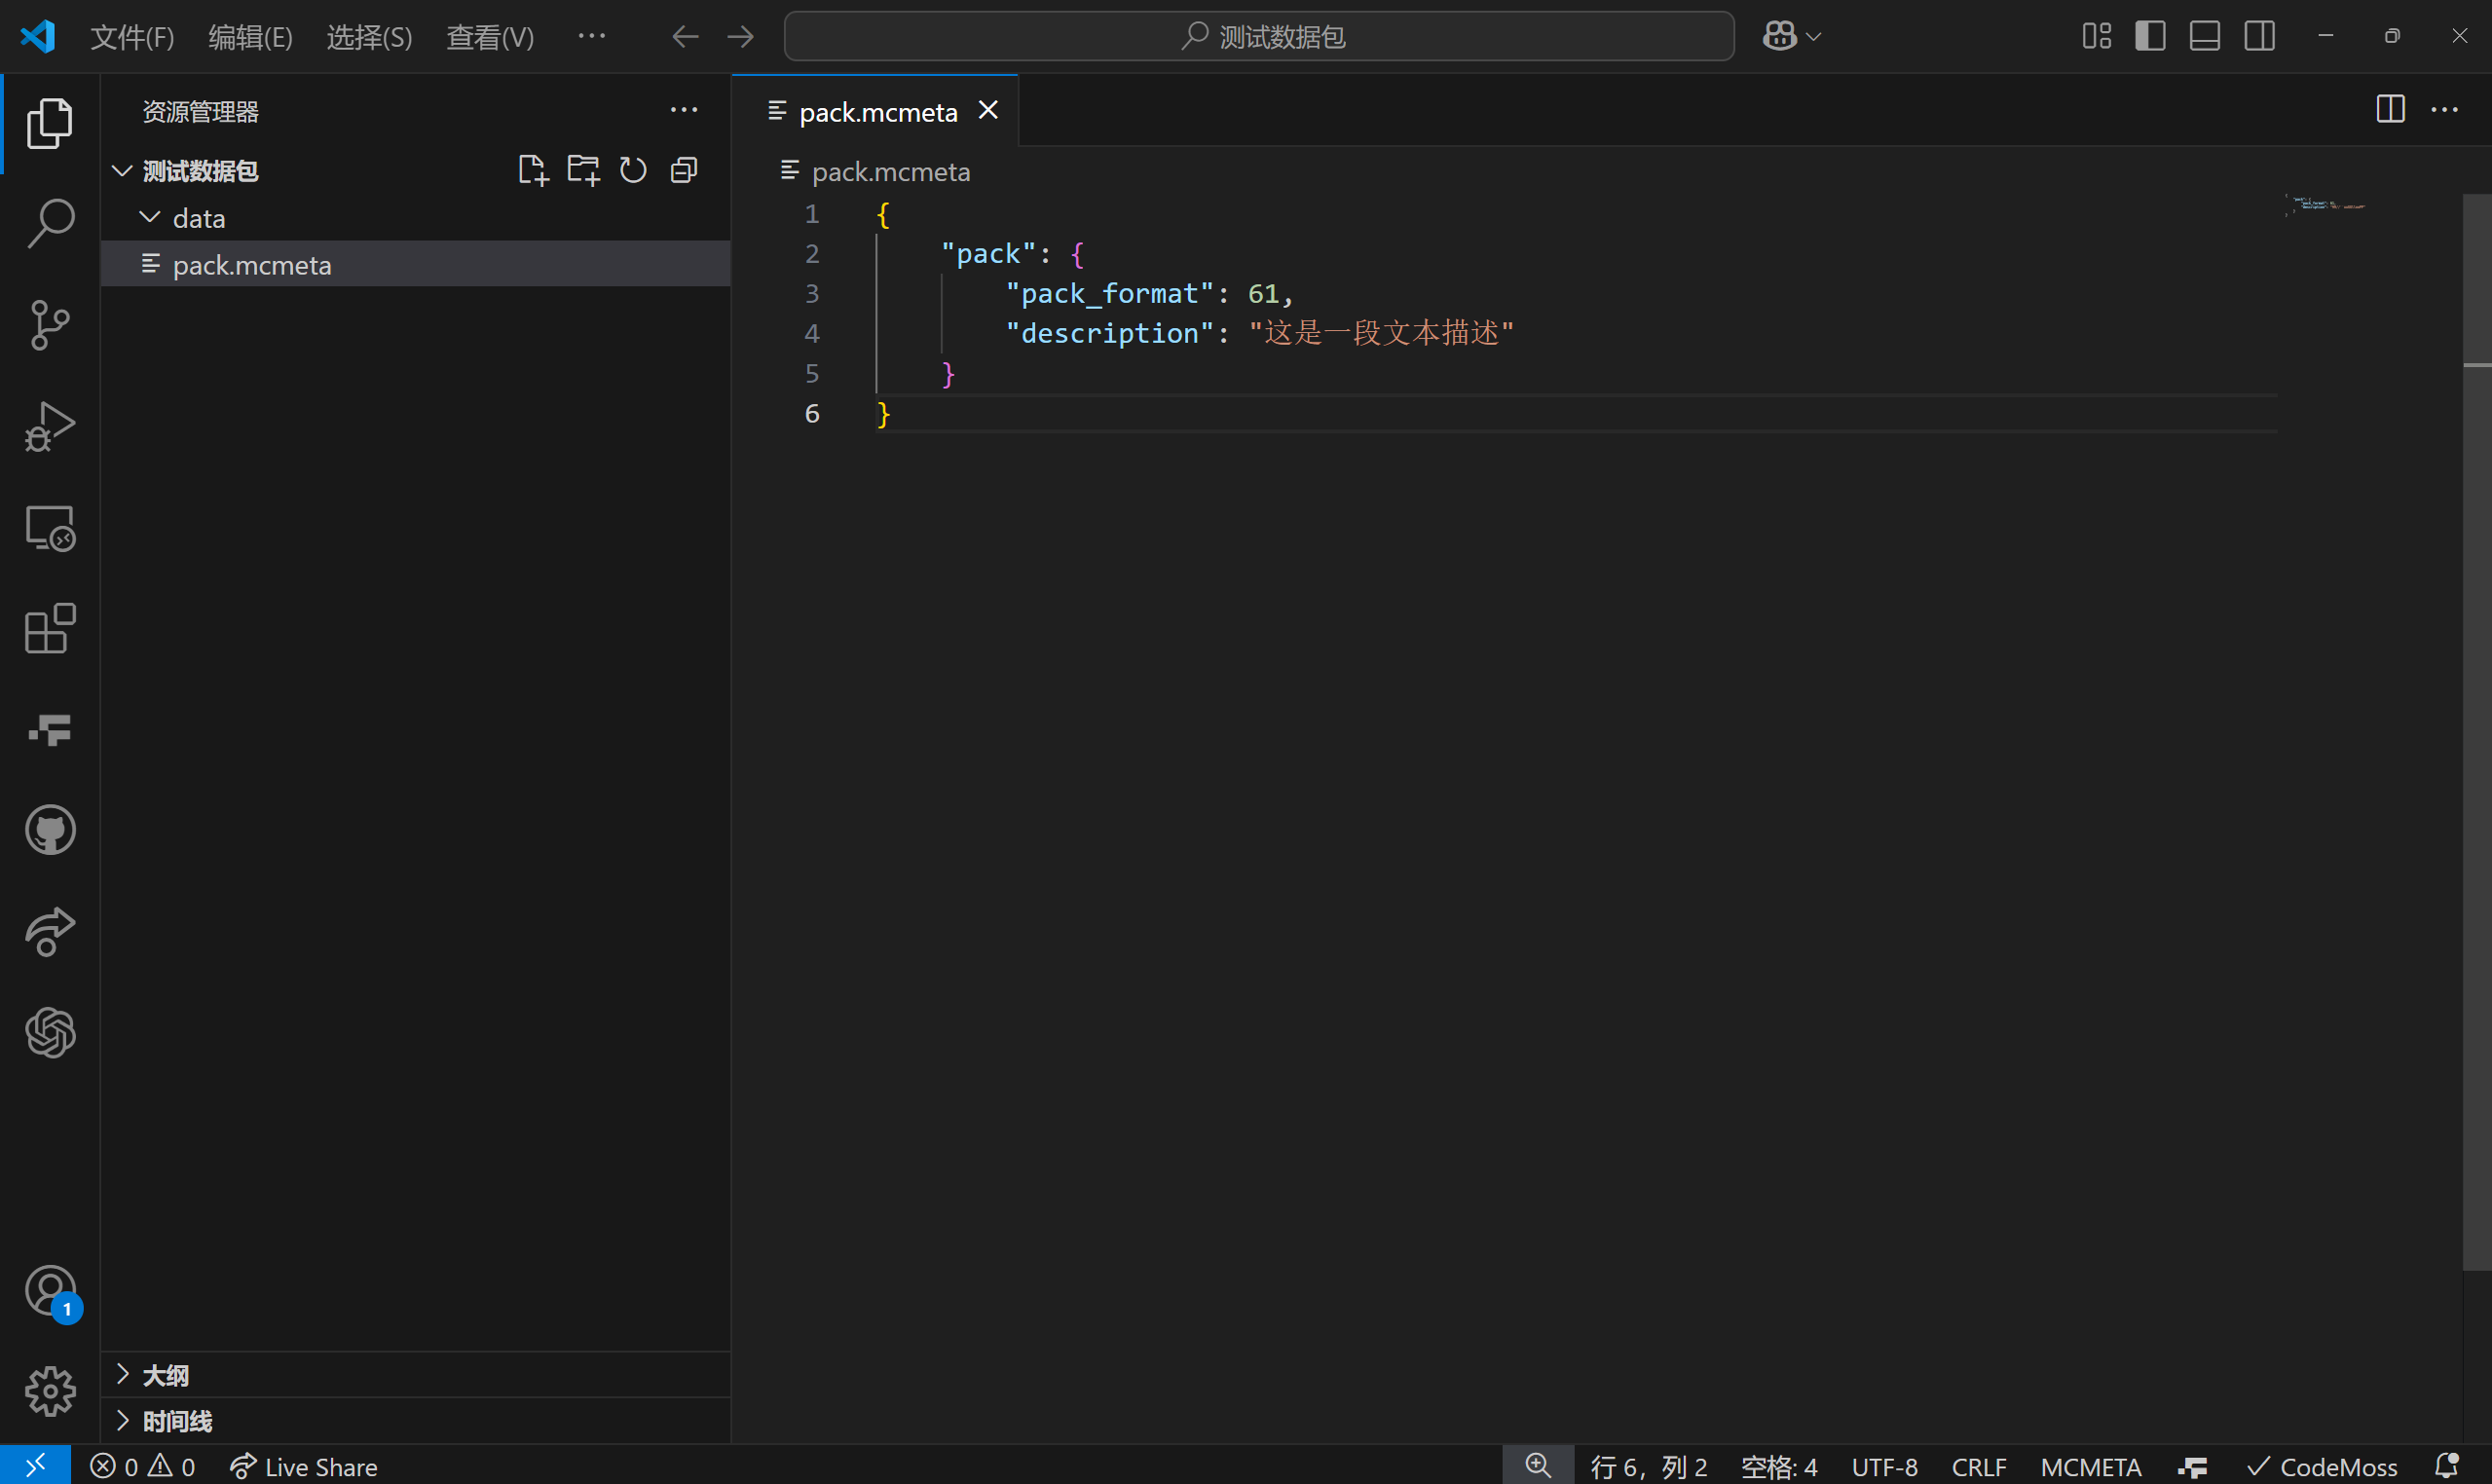 文件(F) 编辑(E) 选择(S) 查看(V) ··· 测试数据包
资源管理器 ···
测试数据包
data
pack.mcmeta
大纲
时间线
pack.mcmeta
pack.mcmeta
1 {
2 "pack": {
3 "pack_format": 61,
4 "description": "这是一段文本描述"
5 }
6 }
1
0 0 Live Share 行 6，列 2 空格: 4 UTF-8 CRLF MCMETA CodeMoss